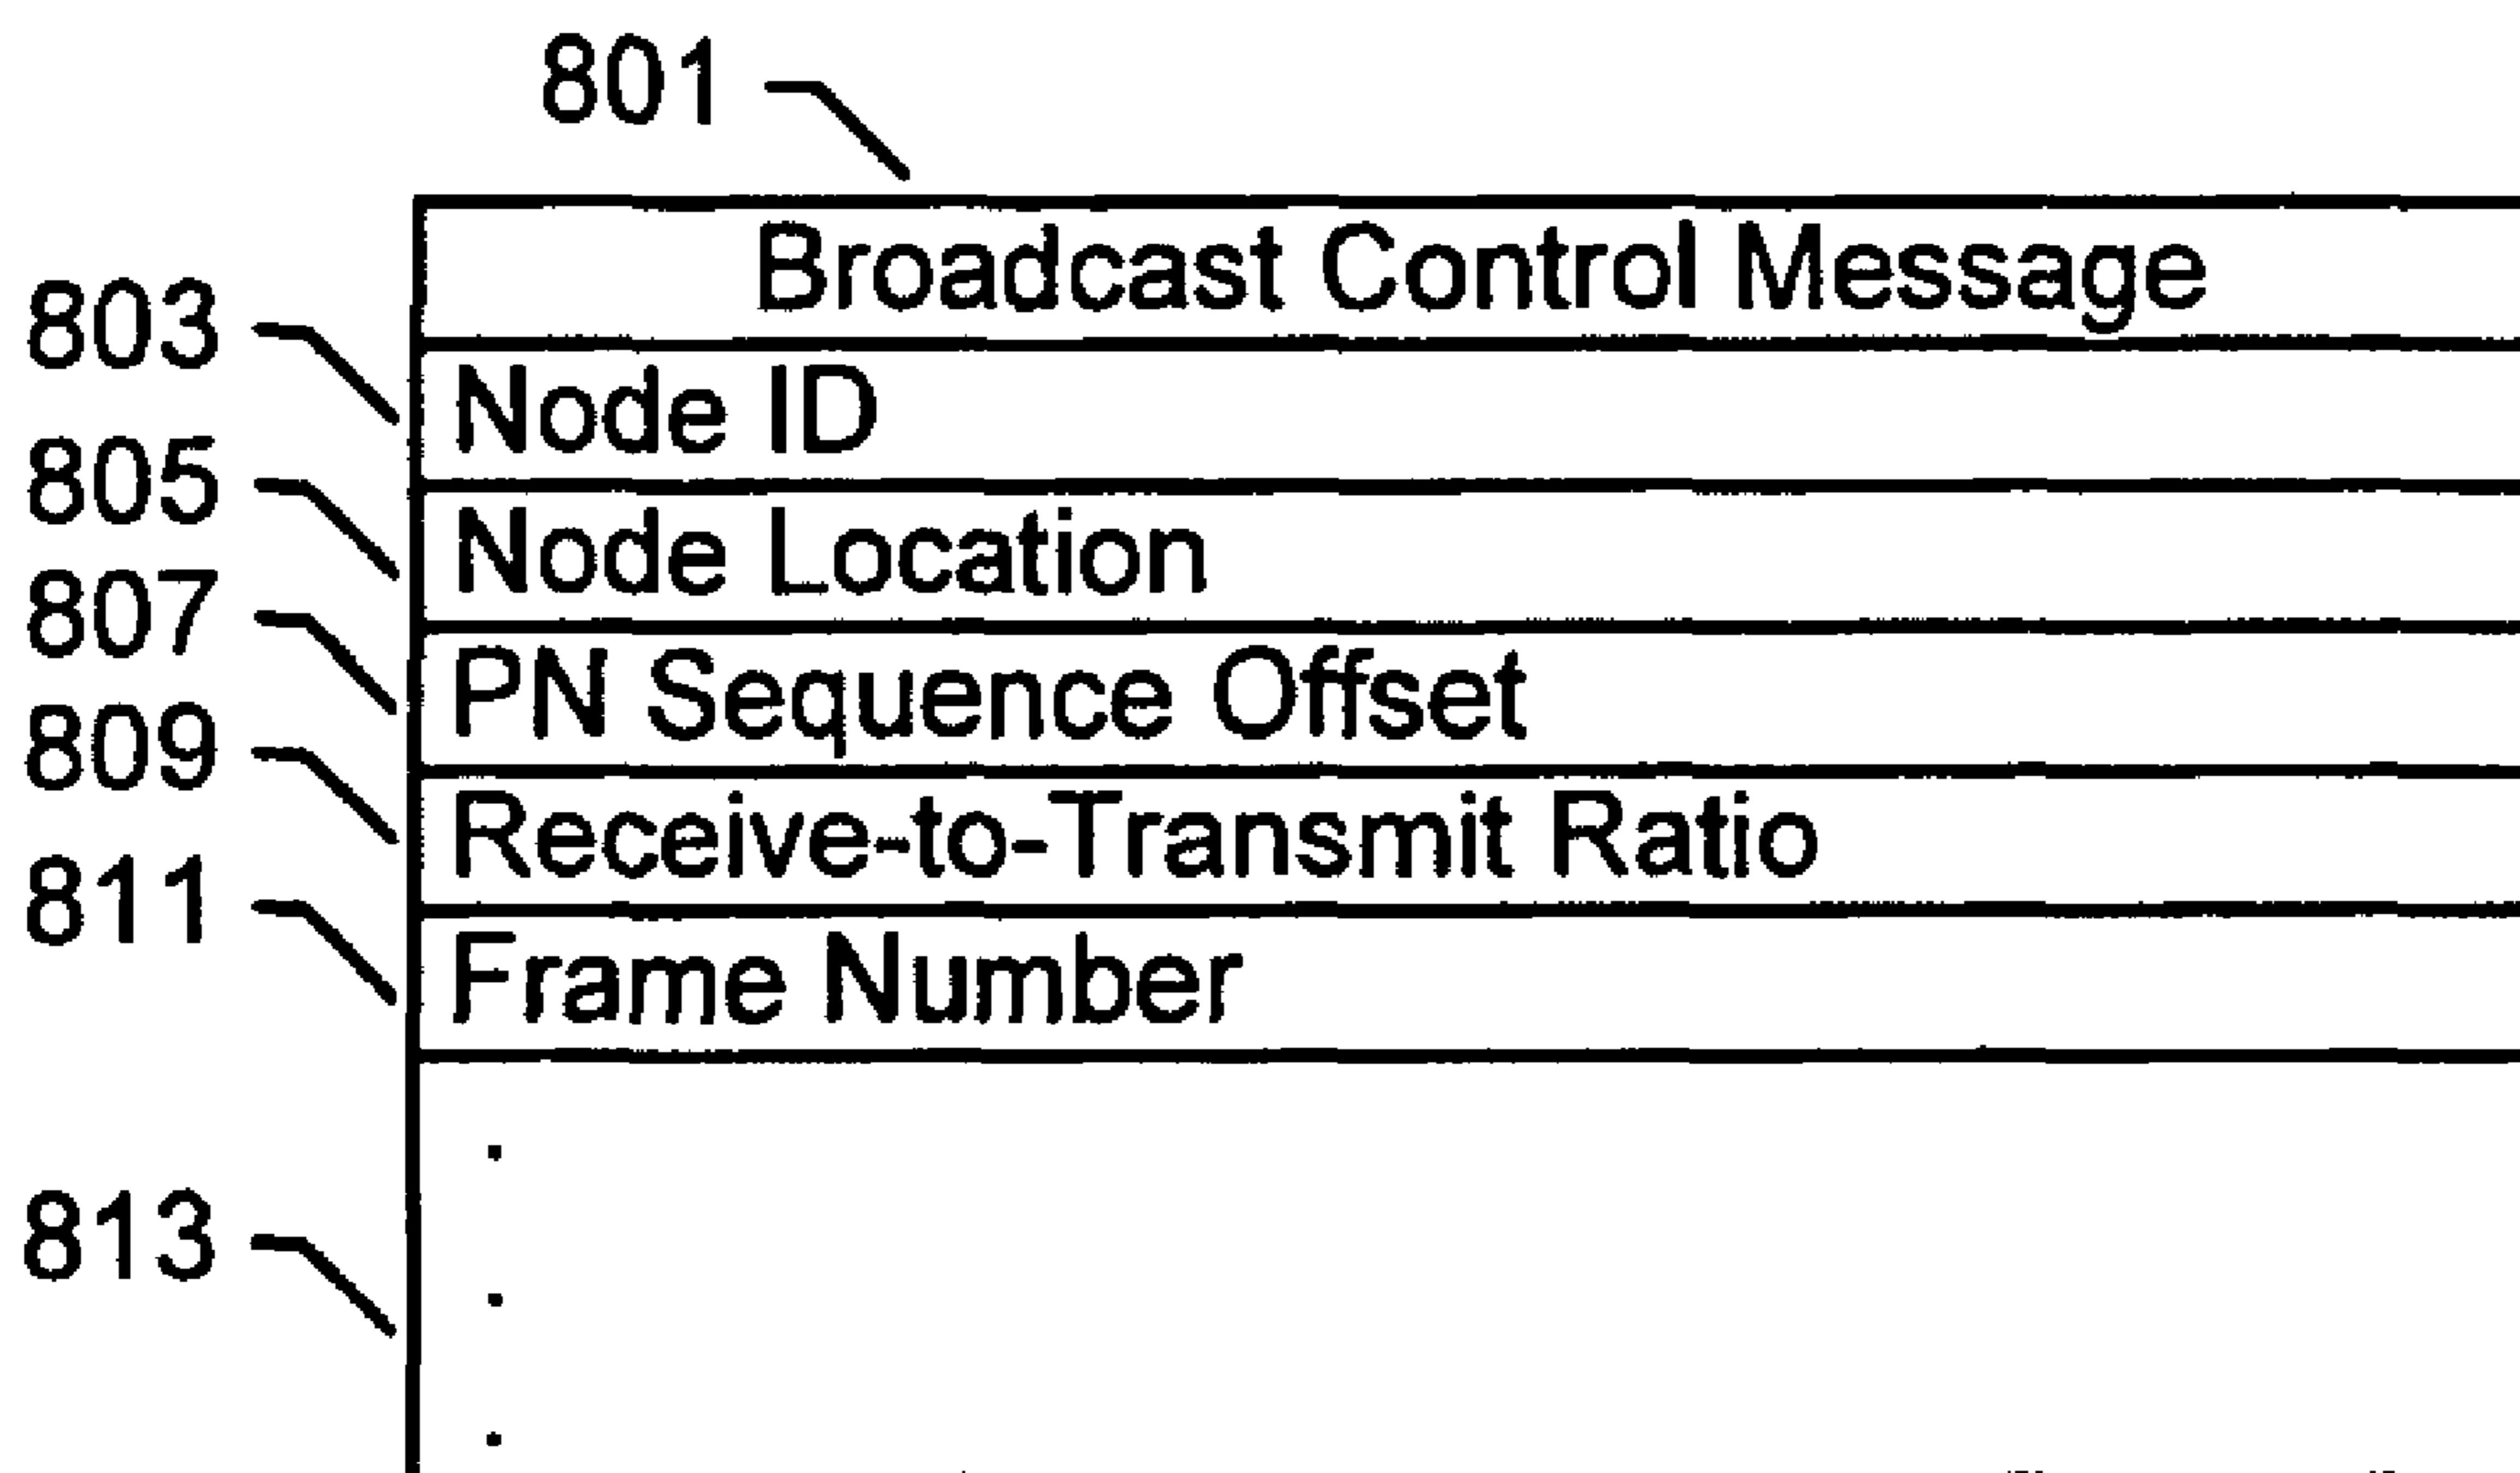 801
Broadcast Control Message
803
Node ID
805
Node Location
807
PN Sequence Offset
809
Receive-to-Transmit Ratio
811
Frame Number
.
813
.
.